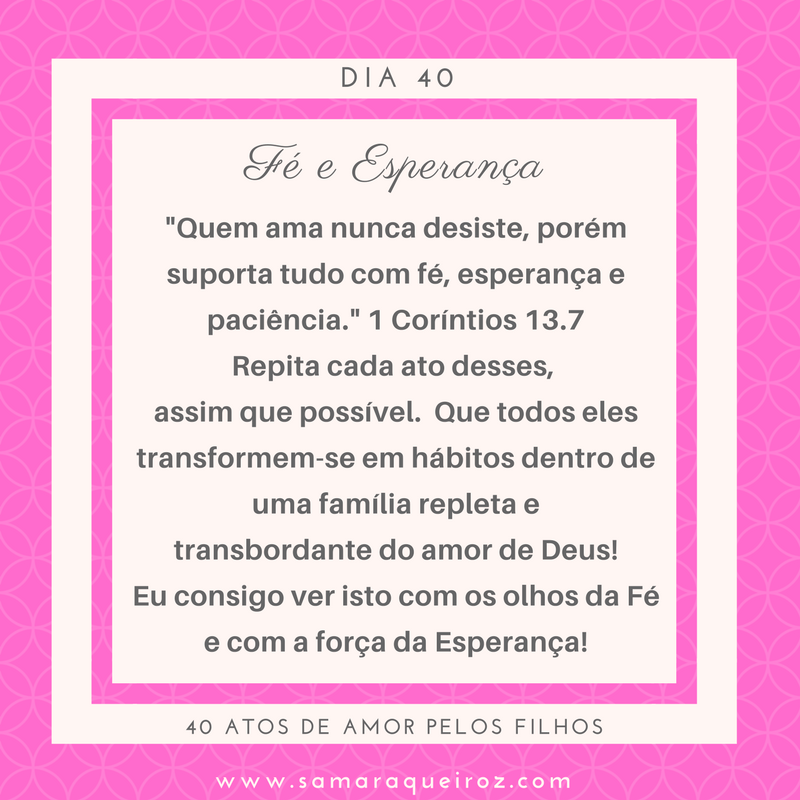 DIA 40
Fé e Esperança
"Quem ama nunca desiste, porém
suporta tudo com fé, esperança e
paciência." 1 Coríntios 13.7
Repita cada ato desses,
assim que possível.  Que todos eles
transformem-se em hábitos dentro de
uma família repleta e
transbordante do amor de Deus!
Eu consigo ver isto com os olhos da Fé
e com a força da Esperança!
40 ATOS DE AMOR PELOS FILHOS
www.samaraqueiroz.com